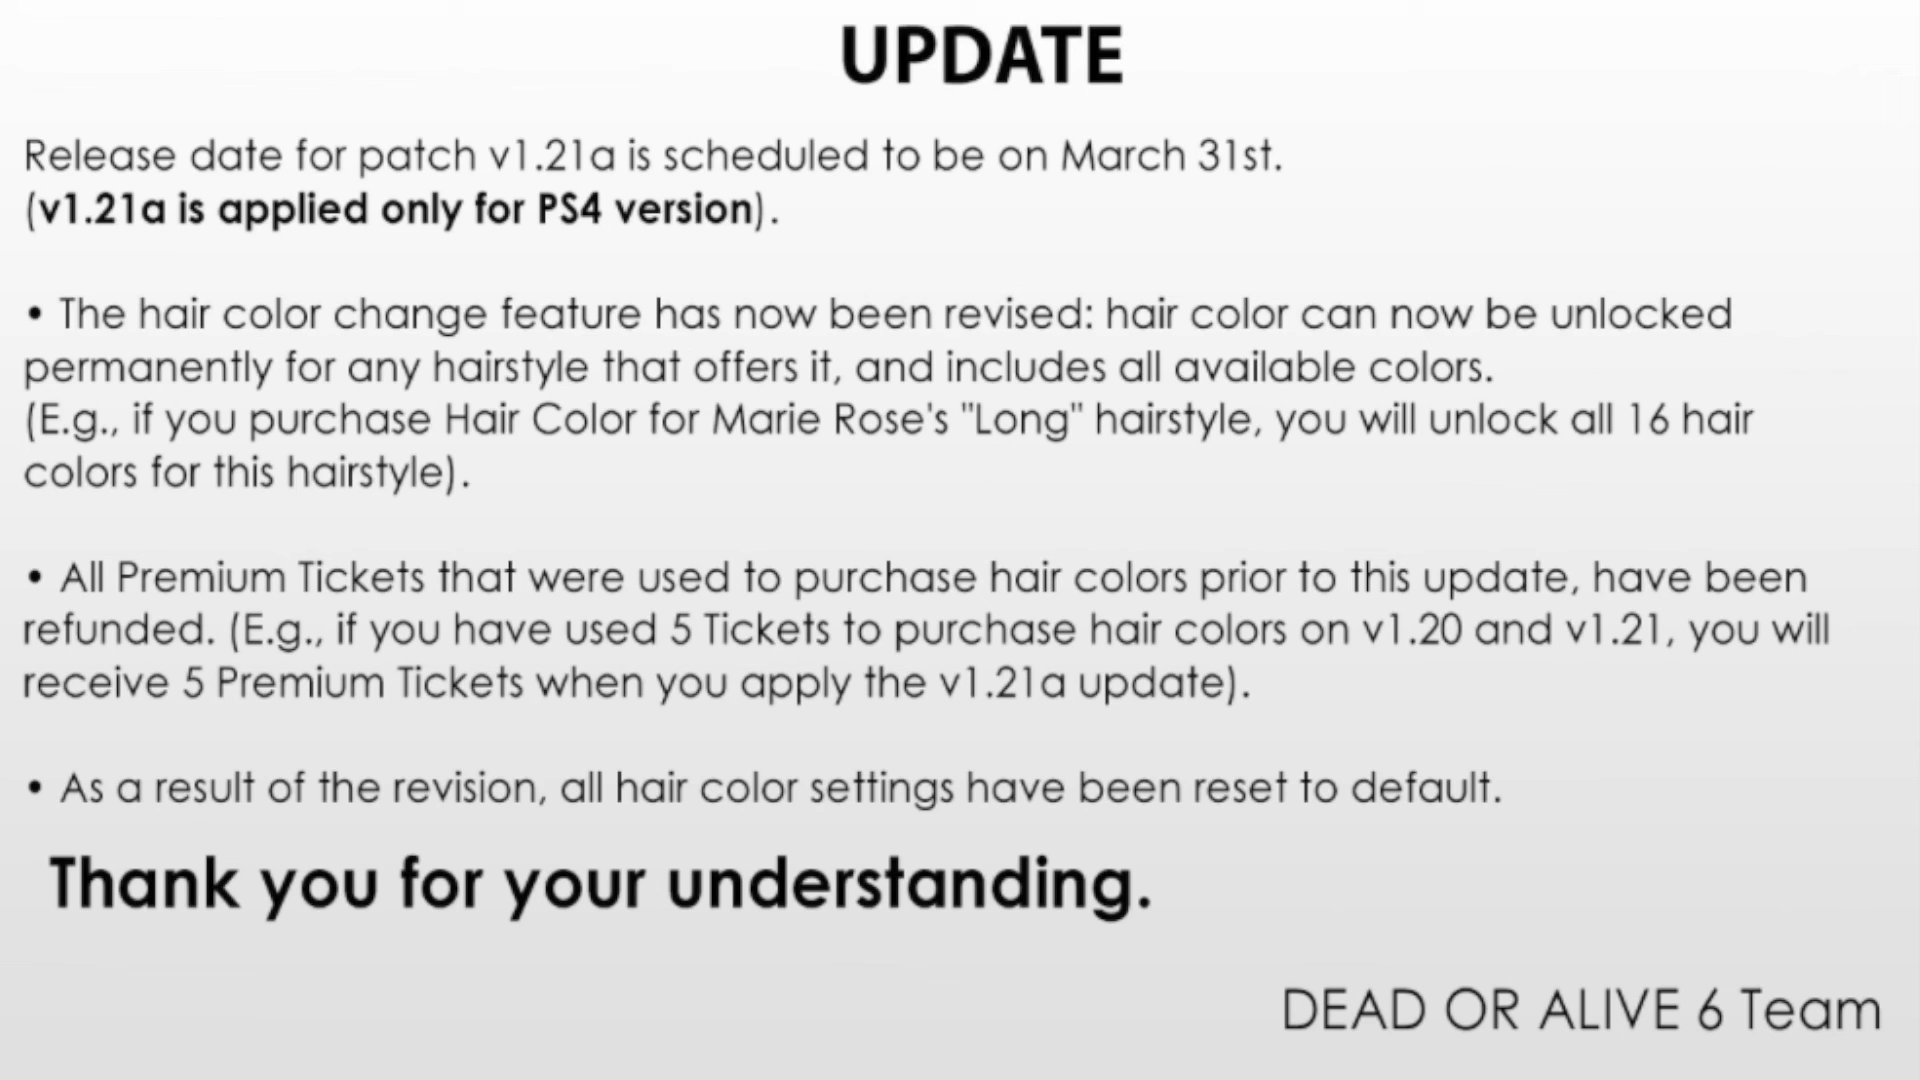 UPDATE
Release date for patch v1.21a is scheduled to be on March 31st.
(v1.21a is applied only for PS4 version).
• The hair color change feature has now been revised: hair color can now be unlocked
permanently for any hairstyle that offers it, and includes all available colors.
(E.g., if you purchase Hair Color for Marie Rose's "Long" hairstyle, you will unlock all 16 hair
colors for this hairstyle).
• All Premium Tickets that were used to purchase hair colors prior to this update, have been
refunded. (E.g., if you have used 5 Tickets to purchase hair colors on v1.20 and v1.21, you will
receive 5 Premium Tickets when you apply the v1.21a update).
• As a result of the revision, all hair color settings have been reset to default.
Thank you for your understanding.
DEAD OR ALIVE 6 Team